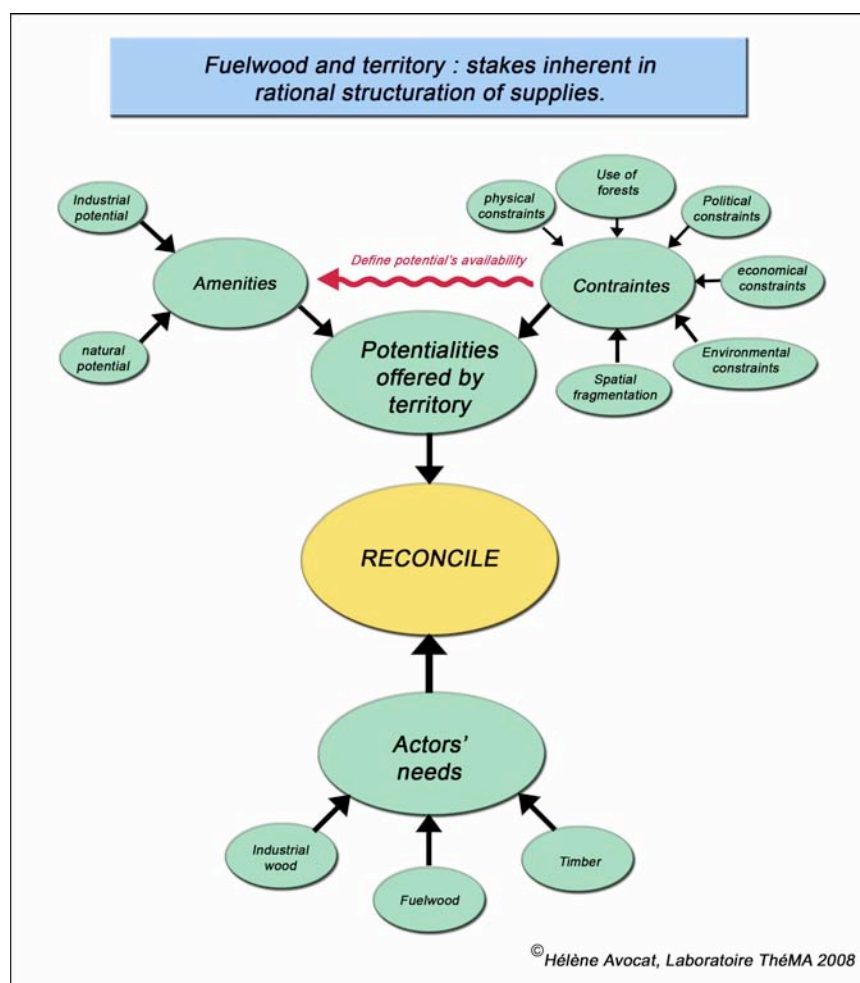 Fuelwood and territory : stakes inherent in
rational structuration of supplies.
Industrial
potential
natural
potential
Amenities
Define potential's availability
physical
constraints
Use of
forests
Political
constraints
economical
constraints
Environmental
constraints
Spatial
fragmentation
Contraintes
Potentialities
offered by
territory
RECONCILE
Actors'
needs
Industrial
wood
Fuelwood
Timber
©Hélène Avocat, Laboratoire ThéMA 2008